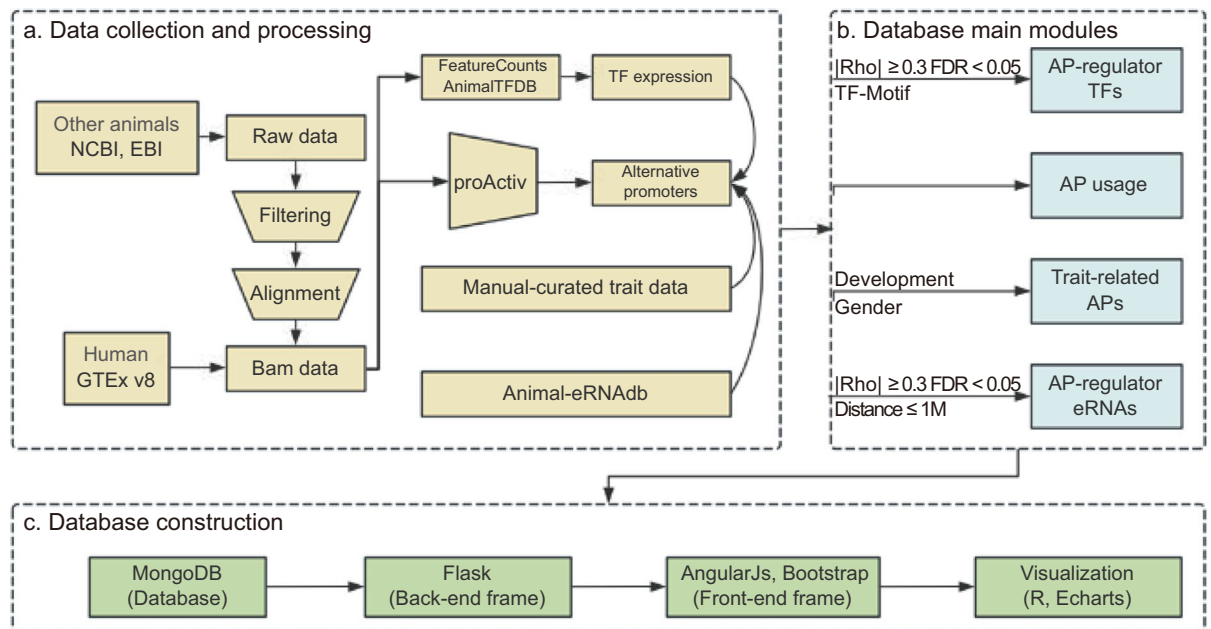 a. Data collection and processing
Other animals
NCBI, EBI
Raw data
Filtering
Alignment
Human
GTEx v8
Bam data
FeatureCounts
AnimalTFDB
TF expression
proActiv
Alternative
promoters
Manual-curated trait data
Animal-eRNAdb
b. Database main modules
|Rho| ≥ 0.3 FDR < 0.05
TF-Motif
AP-regulator
TFs
AP usage
Development
Gender
Trait-related
APs
|Rho| ≥ 0.3 FDR < 0.05
Distance ≤ 1M
AP-regulator
eRNAs
c. Database construction
MongoDB
(Database)
Flask
(Back-end frame)
AngularJs, Bootstrap
(Front-end frame)
Visualization
(R, Echarts)